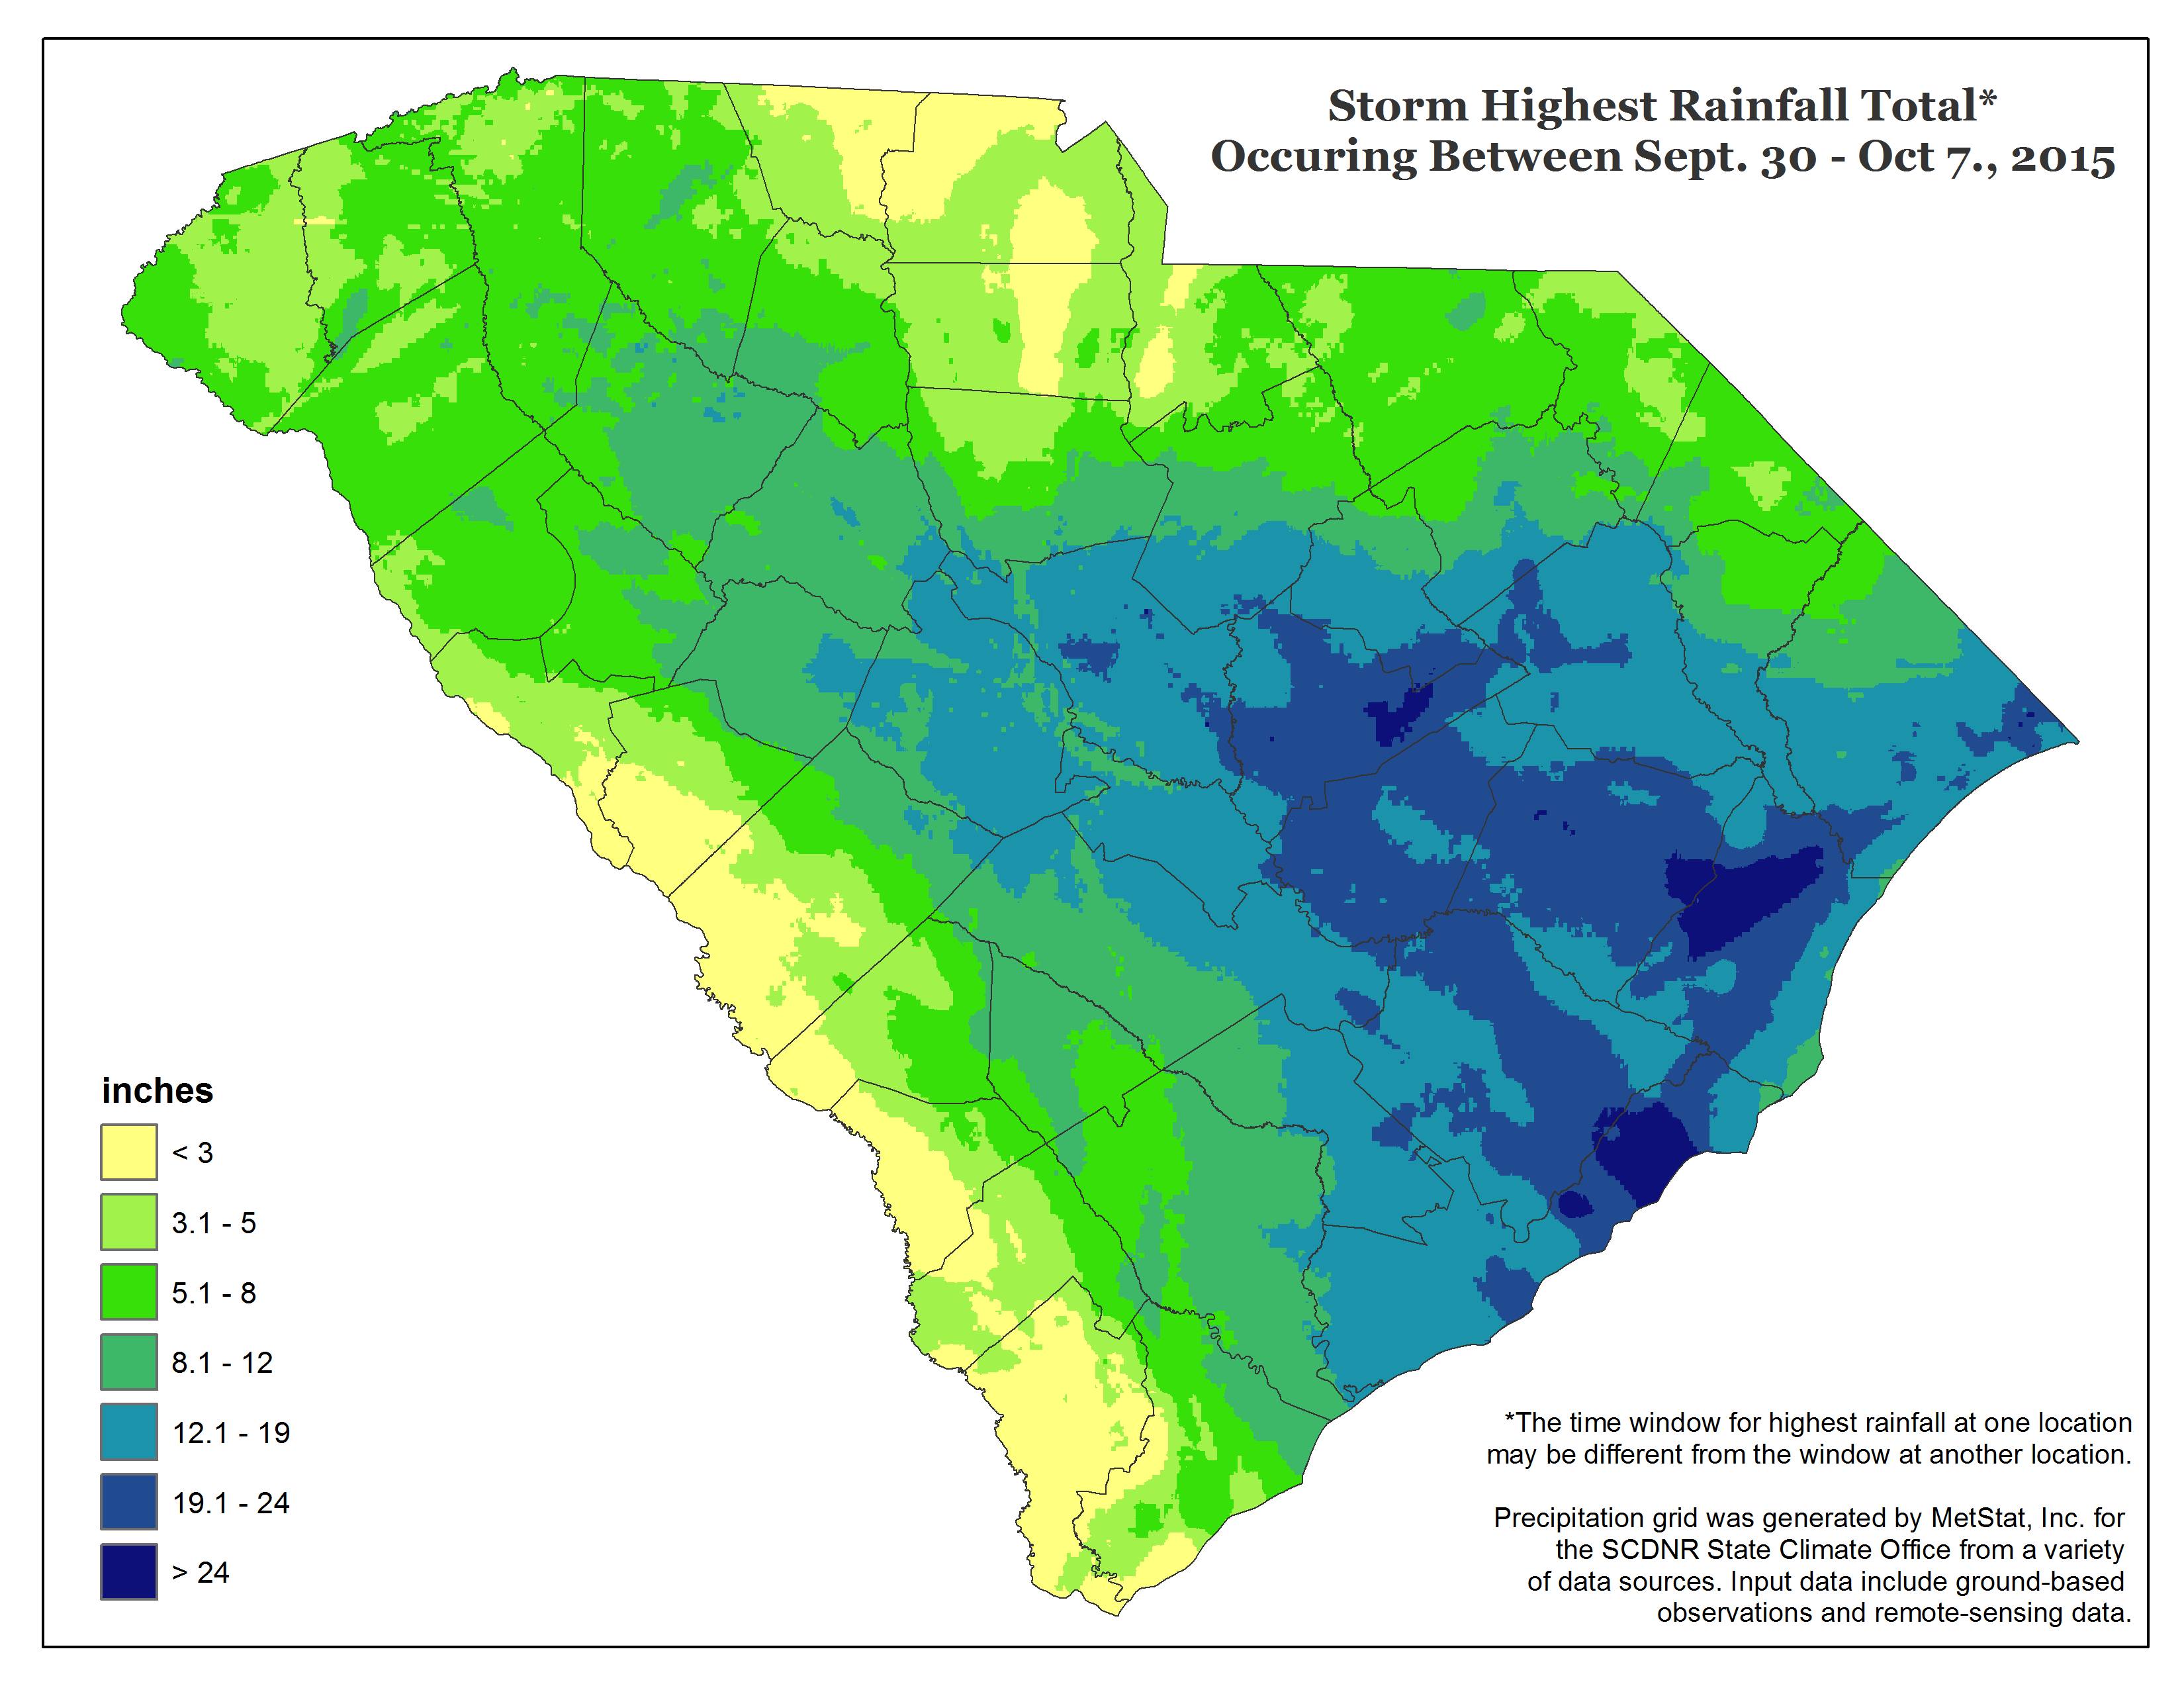 Storm Highest Rainfall Total*
Occuring Between Sept. 30 - Oct 7., 2015
inches
< 3
3.1 - 5
5.1 - 8
8.1 - 12
12.1 - 19
19.1 - 24
> 24
*The time window for highest rainfall at one location
may be different from the window at another location.
Precipitation grid was generated by MetStat, Inc. for
the SCDNR State Climate Office from a variety
of data sources. Input data include ground-based
observations and remote-sensing data.